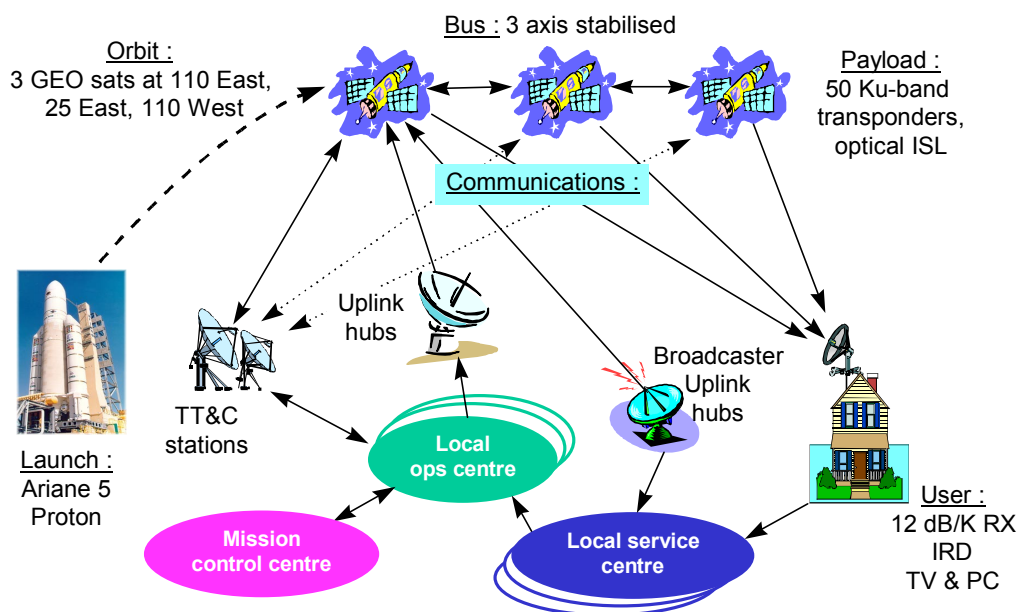 Orbit :
3 GEO sats at 110 East,
25 East, 110 West
Bus : 3 axis stabilised
Payload :
50 Ku-band
transponders,
optical ISL
Communications :
Uplink
hubs
Broadcaster
Uplink
hubs
TT&C
stations
Launch :
Ariane 5
Proton
Local
ops centre
Mission
control centre
Local service
centre
User :
12 dB/K RX
IRD
TV & PC